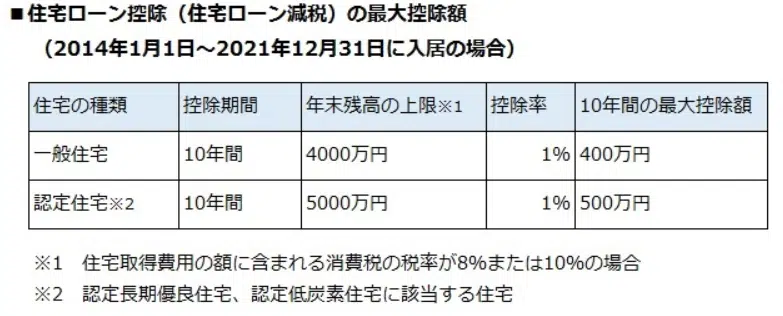 ■住宅ローン控除（住宅ローン減税）の最大控除額
（2014年1月1日～2021年12月31日に入居の場合）
住宅の種類 控除期間 年末残高の上限※1 控除率 10年間の最大控除額
一般住宅 10年間 4000万円 1% 400万円
認定住宅※2 10年間 5000万円 1% 500万円
※1　住宅取得費用の額に含まれる消費税の税率が8%または10%の場合
※2　認定長期優良住宅、認定低炭素住宅に該当する住宅